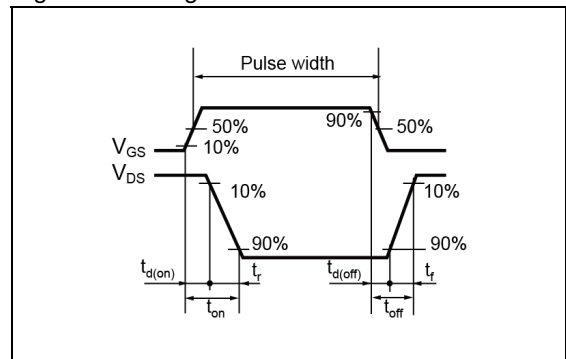 Pulse width
90%
50%
50%
10%
VGS
VDS
10%
10%
90%
90%
td(on)
tr
td(off)
tf
ton
toff